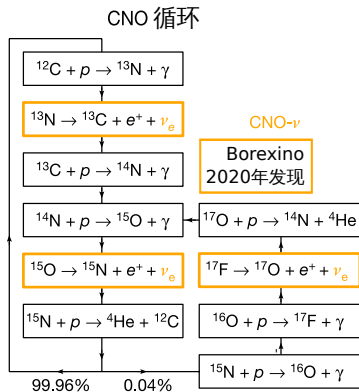 CNO 循环
¹²C + p → ¹³N + γ
¹³N → ¹³C + e⁺ + νₑ
¹³C + p → ¹⁴N + γ
¹⁴N + p → ¹⁵O + γ
¹⁵O → ¹⁵N + e⁺ + νₑ
¹⁵N + p → ⁴He + ¹²C
99.96%
0.04%
CNO-ν
Borexino
2020年发现
¹⁷O + p → ¹⁴N + ⁴He
¹⁷F → ¹⁷O + e⁺ + νₑ
¹⁶O + p → ¹⁷F + γ
¹⁵N + p → ¹⁶O + γ